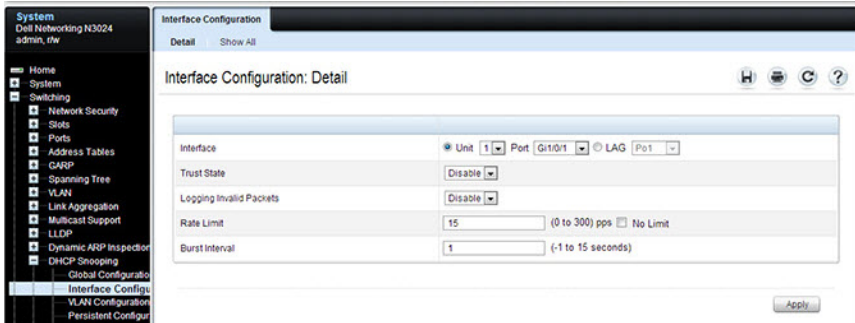 System
Dell Networking N3024
admin, r/w
Home
System
Switching
Network Security
Slots
Ports
Address Tables
GARP
Spanning Tree
VLAN
Link Aggregation
Multicast Support
LLDP
Dynamic ARP Inspection
DHCP Snooping
Global Configuratio
Interface Configu
VLAN Configuration
Persistent Configur
Interface Configuration
Detail Show All
Interface Configuration: Detail
Interface Unit 1 Port Gi1/0/1 LAG Po1
Trust State Disable
Logging Invalid Packets Disable
Rate Limit 15 (0 to 300) pps No Limit
Burst Interval 1 (-1 to 15 seconds)
Apply